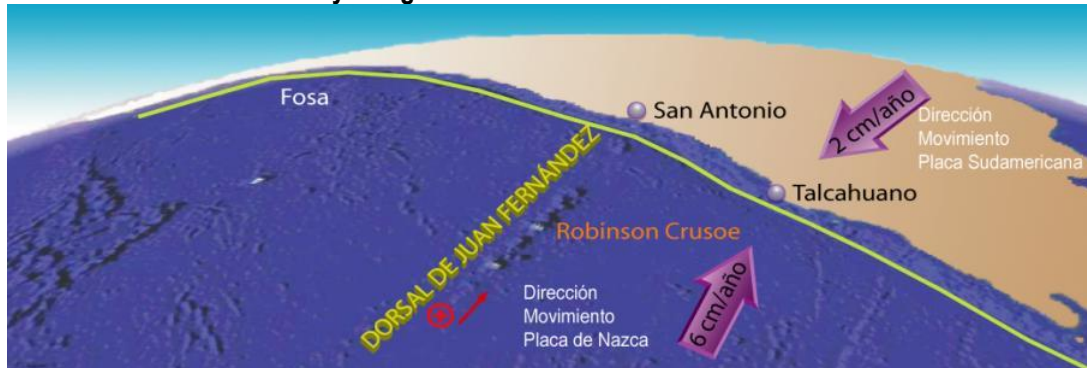 Fosa
San Antonio
2 cm/año
Dirección
Movimiento
Placa Sudamericana
Talcahuano
DORSAL DE JUAN FERNÁNDEZ
Robinson Crusoe
6 cm/año
Dirección
Movimiento
Placa de Nazca